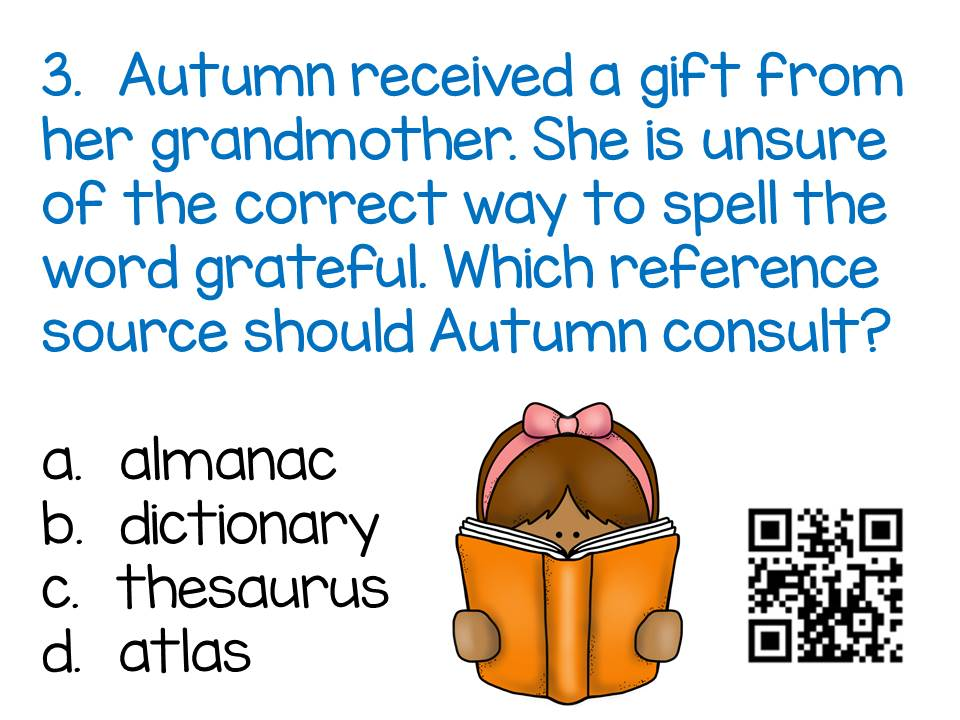 3. Autumn received a gift from
her grandmother. She is unsure
of the correct way to spell the
word grateful. Which reference
source should Autumn consult?
a. almanac
b. dictionary
c. thesaurus
d. atlas